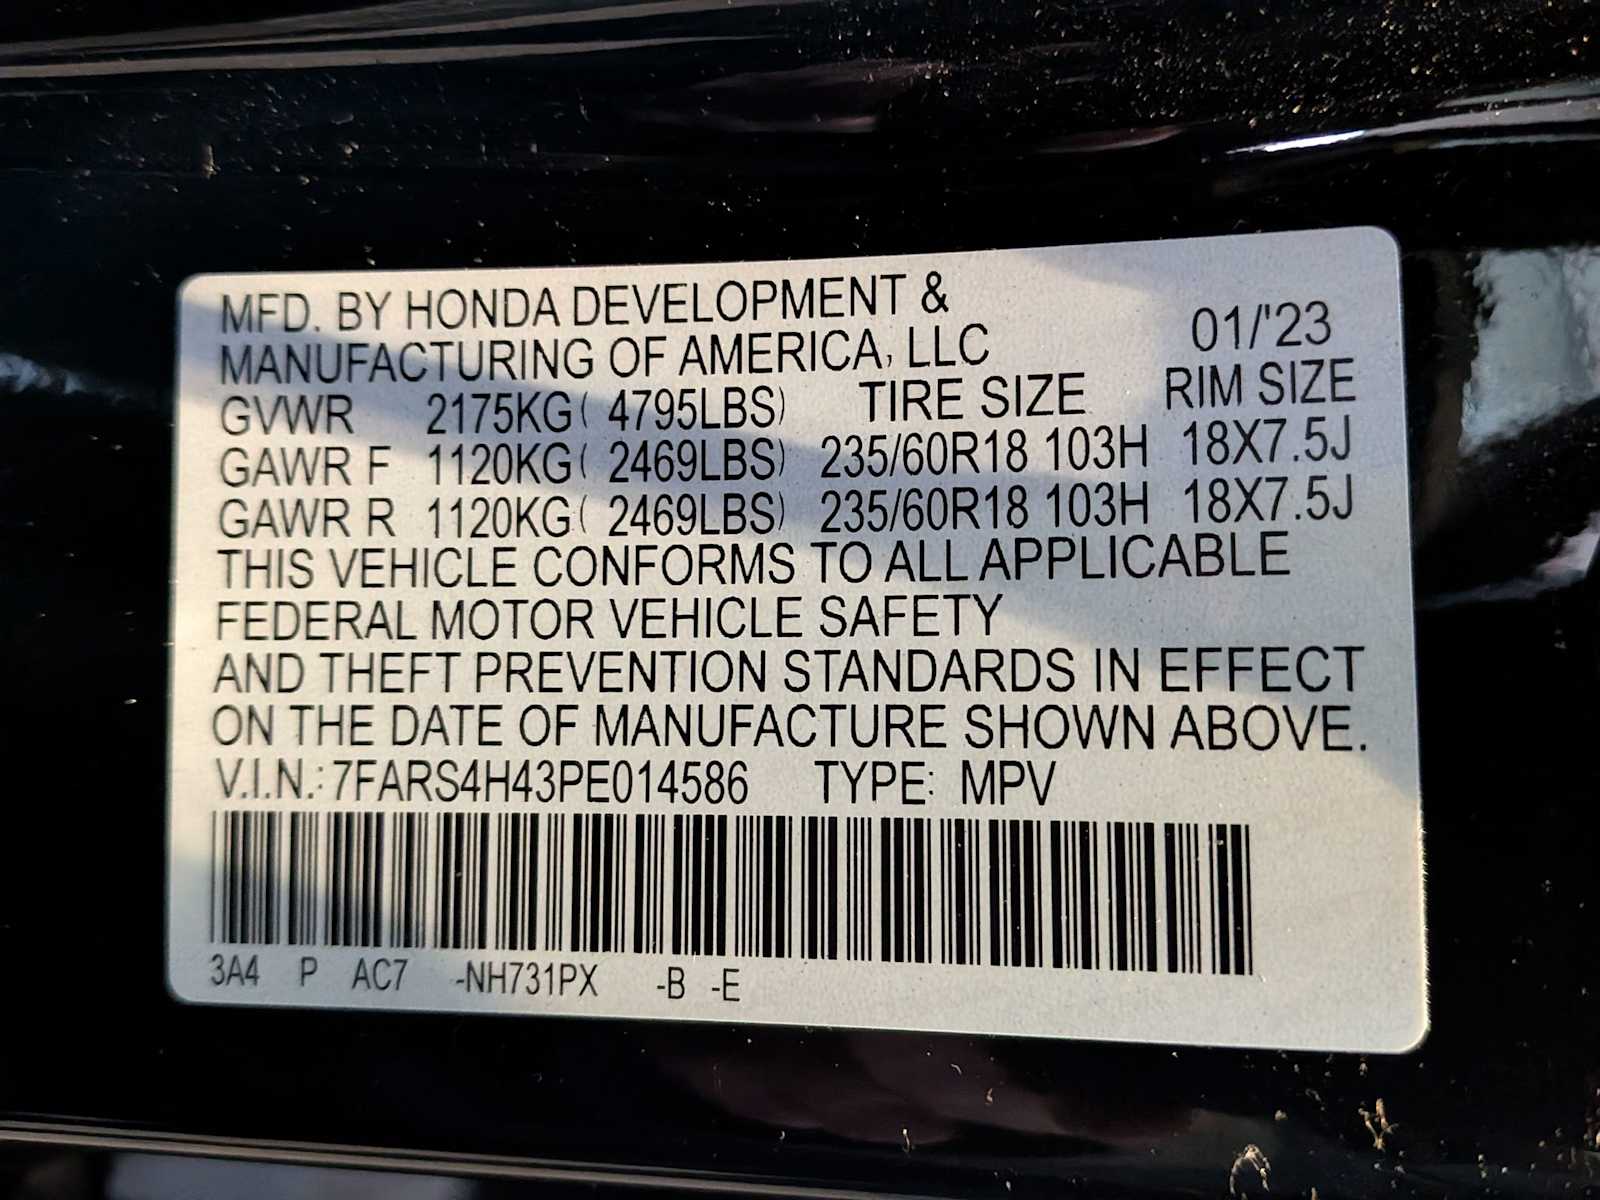 MFD. BY HONDA DEVELOPMENT &
MANUFACTURING OF AMERICA, LLC 01/'23
GVWR 2175KG( 4795LBS) TIRE SIZE RIM SIZE
GAWR F 1120KG( 2469LBS) 235/60R18 103H 18X7.5J
GAWR R 1120KG( 2469LBS) 235/60R18 103H 18X7.5J
THIS VEHICLE CONFORMS TO ALL APPLICABLE
FEDERAL MOTOR VEHICLE SAFETY
AND THEFT PREVENTION STANDARDS IN EFFECT
ON THE DATE OF MANUFACTURE SHOWN ABOVE.
V.I.N.: 7FARS4H43PE014586 TYPE: MPV
3A4 P AC7 -NH731PX -B -E